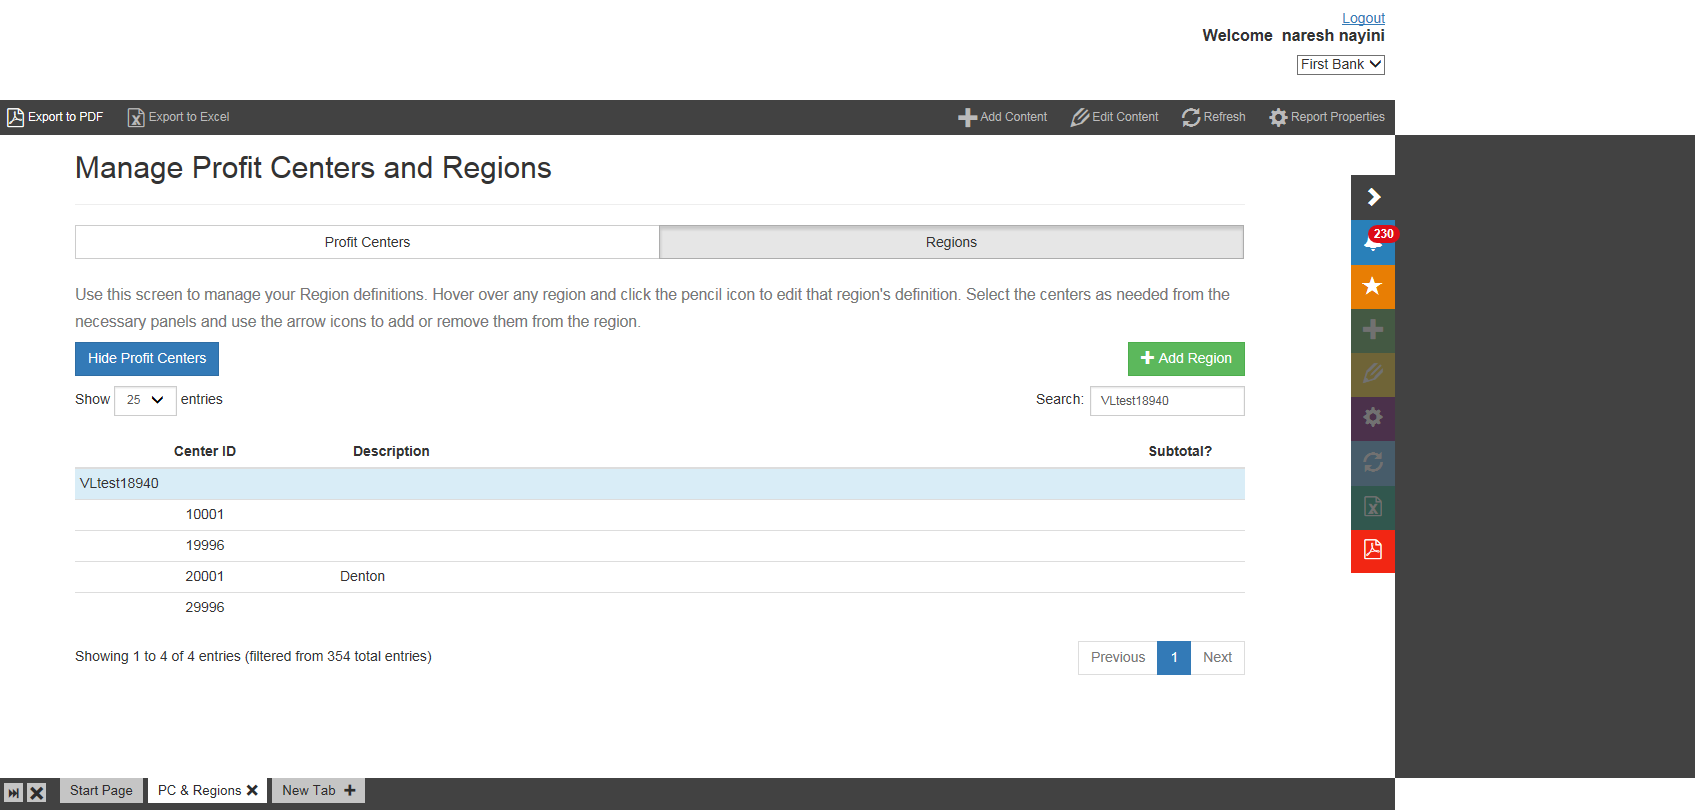 Logout
Welcome naresh nayini
First Bank
Export to PDF Export to Excel Add Content Edit Content Refresh Report Properties
Manage Profit Centers and Regions
Profit Centers Regions
230
Use this screen to manage your Region definitions. Hover over any region and click the pencil icon to edit that region's definition. Select the centers as needed from the
necessary panels and use the arrow icons to add or remove them from the region.
Hide Profit Centers Add Region
Show 25 entries Search: VLtest18940
Center ID Description Subtotal?
VLtest18940
10001
19996
20001 Denton
29996
Showing 1 to 4 of 4 entries (filtered from 354 total entries) Previous 1 Next
Start Page PC & Regions New Tab